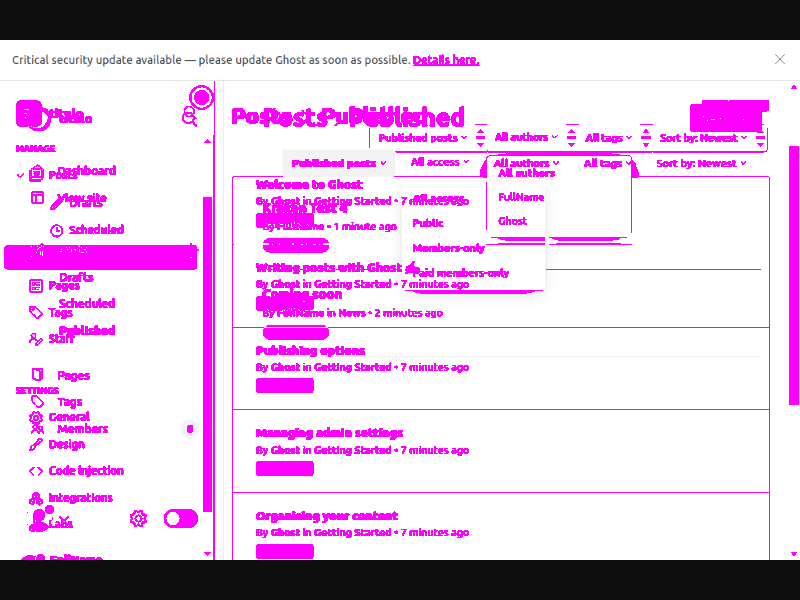 Critical security update available — please update Ghost as soon as possible. Details here.
Posts Published
Published posts All authors All tags Sort by: Newest
Published posts All access All authors All tags Sort by: Newest
All authors
FullName
Ghost
All access
Public
Members-only
Paid members-only
MANAGE
Dashboard
Posts
View site
Drafts
Scheduled
Drafts
Pages
Scheduled
Tags
Published
Staff
Pages
SETTINGS
Tags
General
Members
Design
Code injection
Integrations
Labs
FullName
Welcome to Ghost
By Ghost in Getting Started • 7 minutes ago
Kraken Test 4
By FullName • 1 minute ago
Writing posts with Ghost
By Ghost in Getting Started • 7 minutes ago
Coming soon
By FullName in News • 2 minutes ago
Publishing options
By Ghost in Getting Started • 7 minutes ago
Managing admin settings
By Ghost in Getting Started • 7 minutes ago
Organising your content
By Ghost in Getting Started • 7 minutes ago